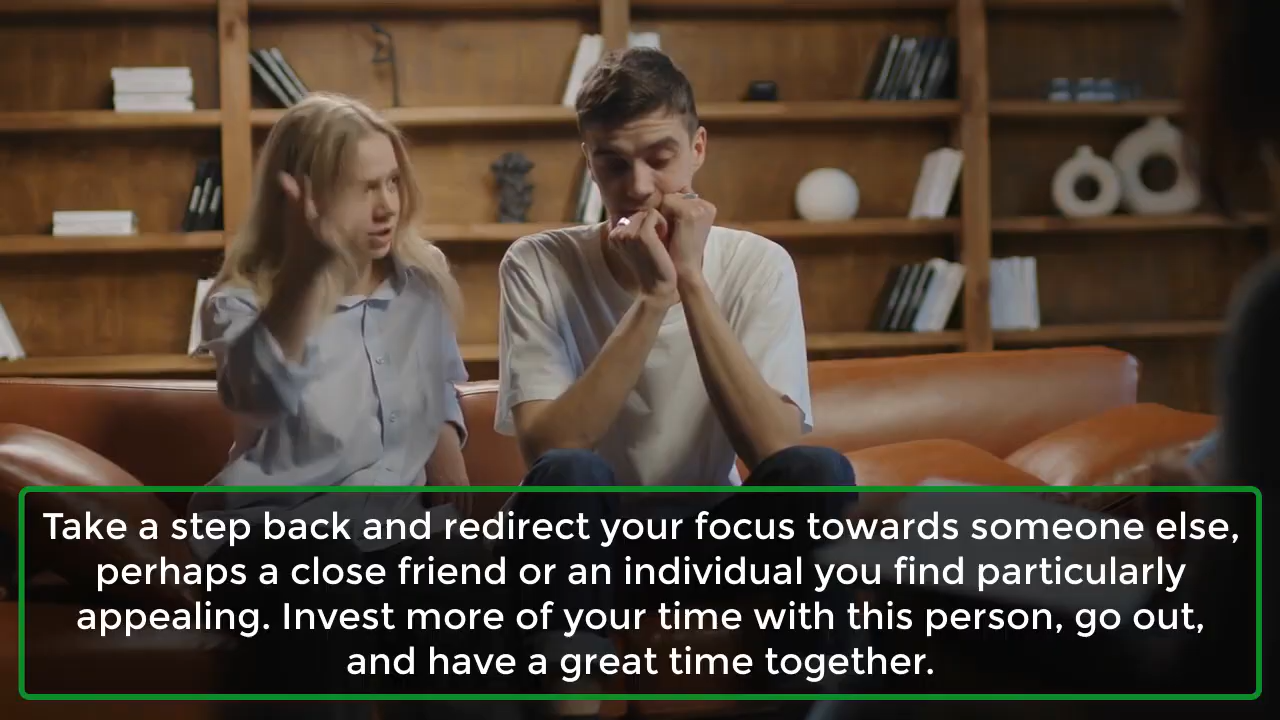 Take a step back and redirect your focus towards someone else,
perhaps a close friend or an individual you find particularly
appealing. Invest more of your time with this person, go out,
and have a great time together.